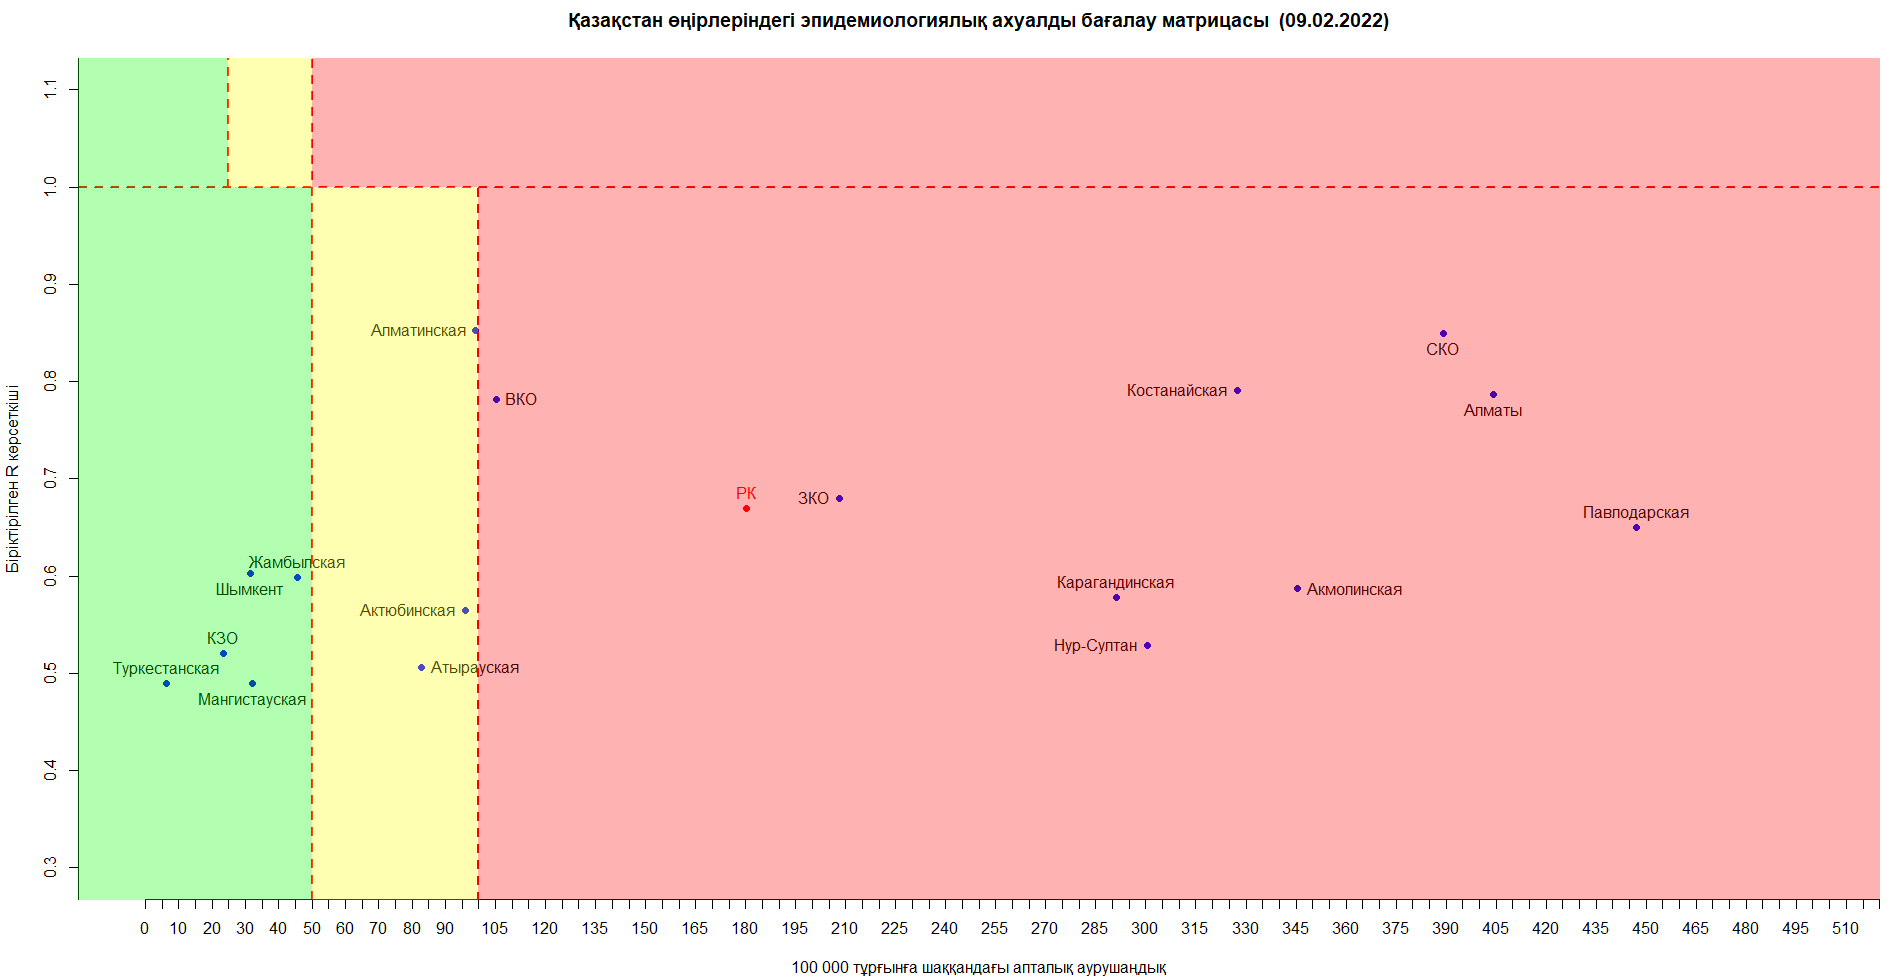 Қазақстан өңірлеріндегі эпидемиологиялық ахуалды бағалау матрицасы (09.02.2022)
Біріктірілген R көрсеткіші
1.1
1.0
0.9
0.8
0.7
0.6
0.5
0.4
0.3
Алматинская
СКО
Костанайская
ВКО
Алматы
РК
ЗКО
Павлодарская
Жамбылская
Шымкент
Карагандинская
Акмолинская
Актюбинская
КЗО
Нур-Султан
Туркестанская
Атырауская
Мангистауская
0 10 20 30 40 50 60 70 80 90 105 120 135 150 165 180 195 210 225 240 255 270 285 300 315 330 345 360 375 390 405 420 435 450 465 480 495 510
100 000 тұрғынға шаққандағы апталық аурушаңдық